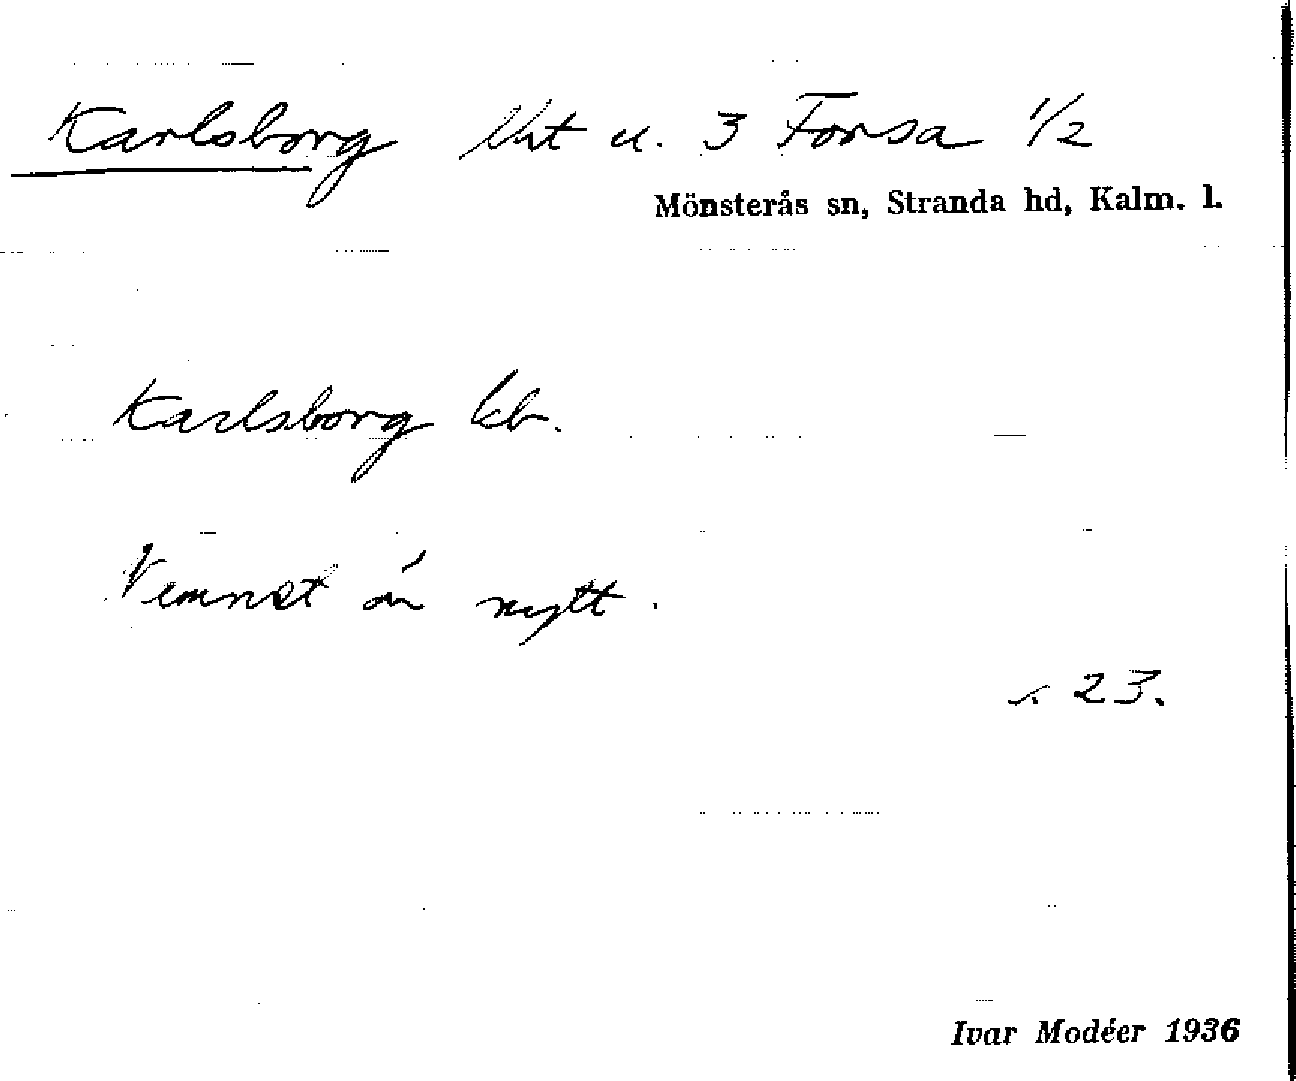 Karlsborg lht u. 3 Forsa 1/2
Mönsterås sn, Stranda hd, Kalm. l.
Karlsborg kb.
Namnet är nytt.
s. 23.
Ivar Modéer 1936